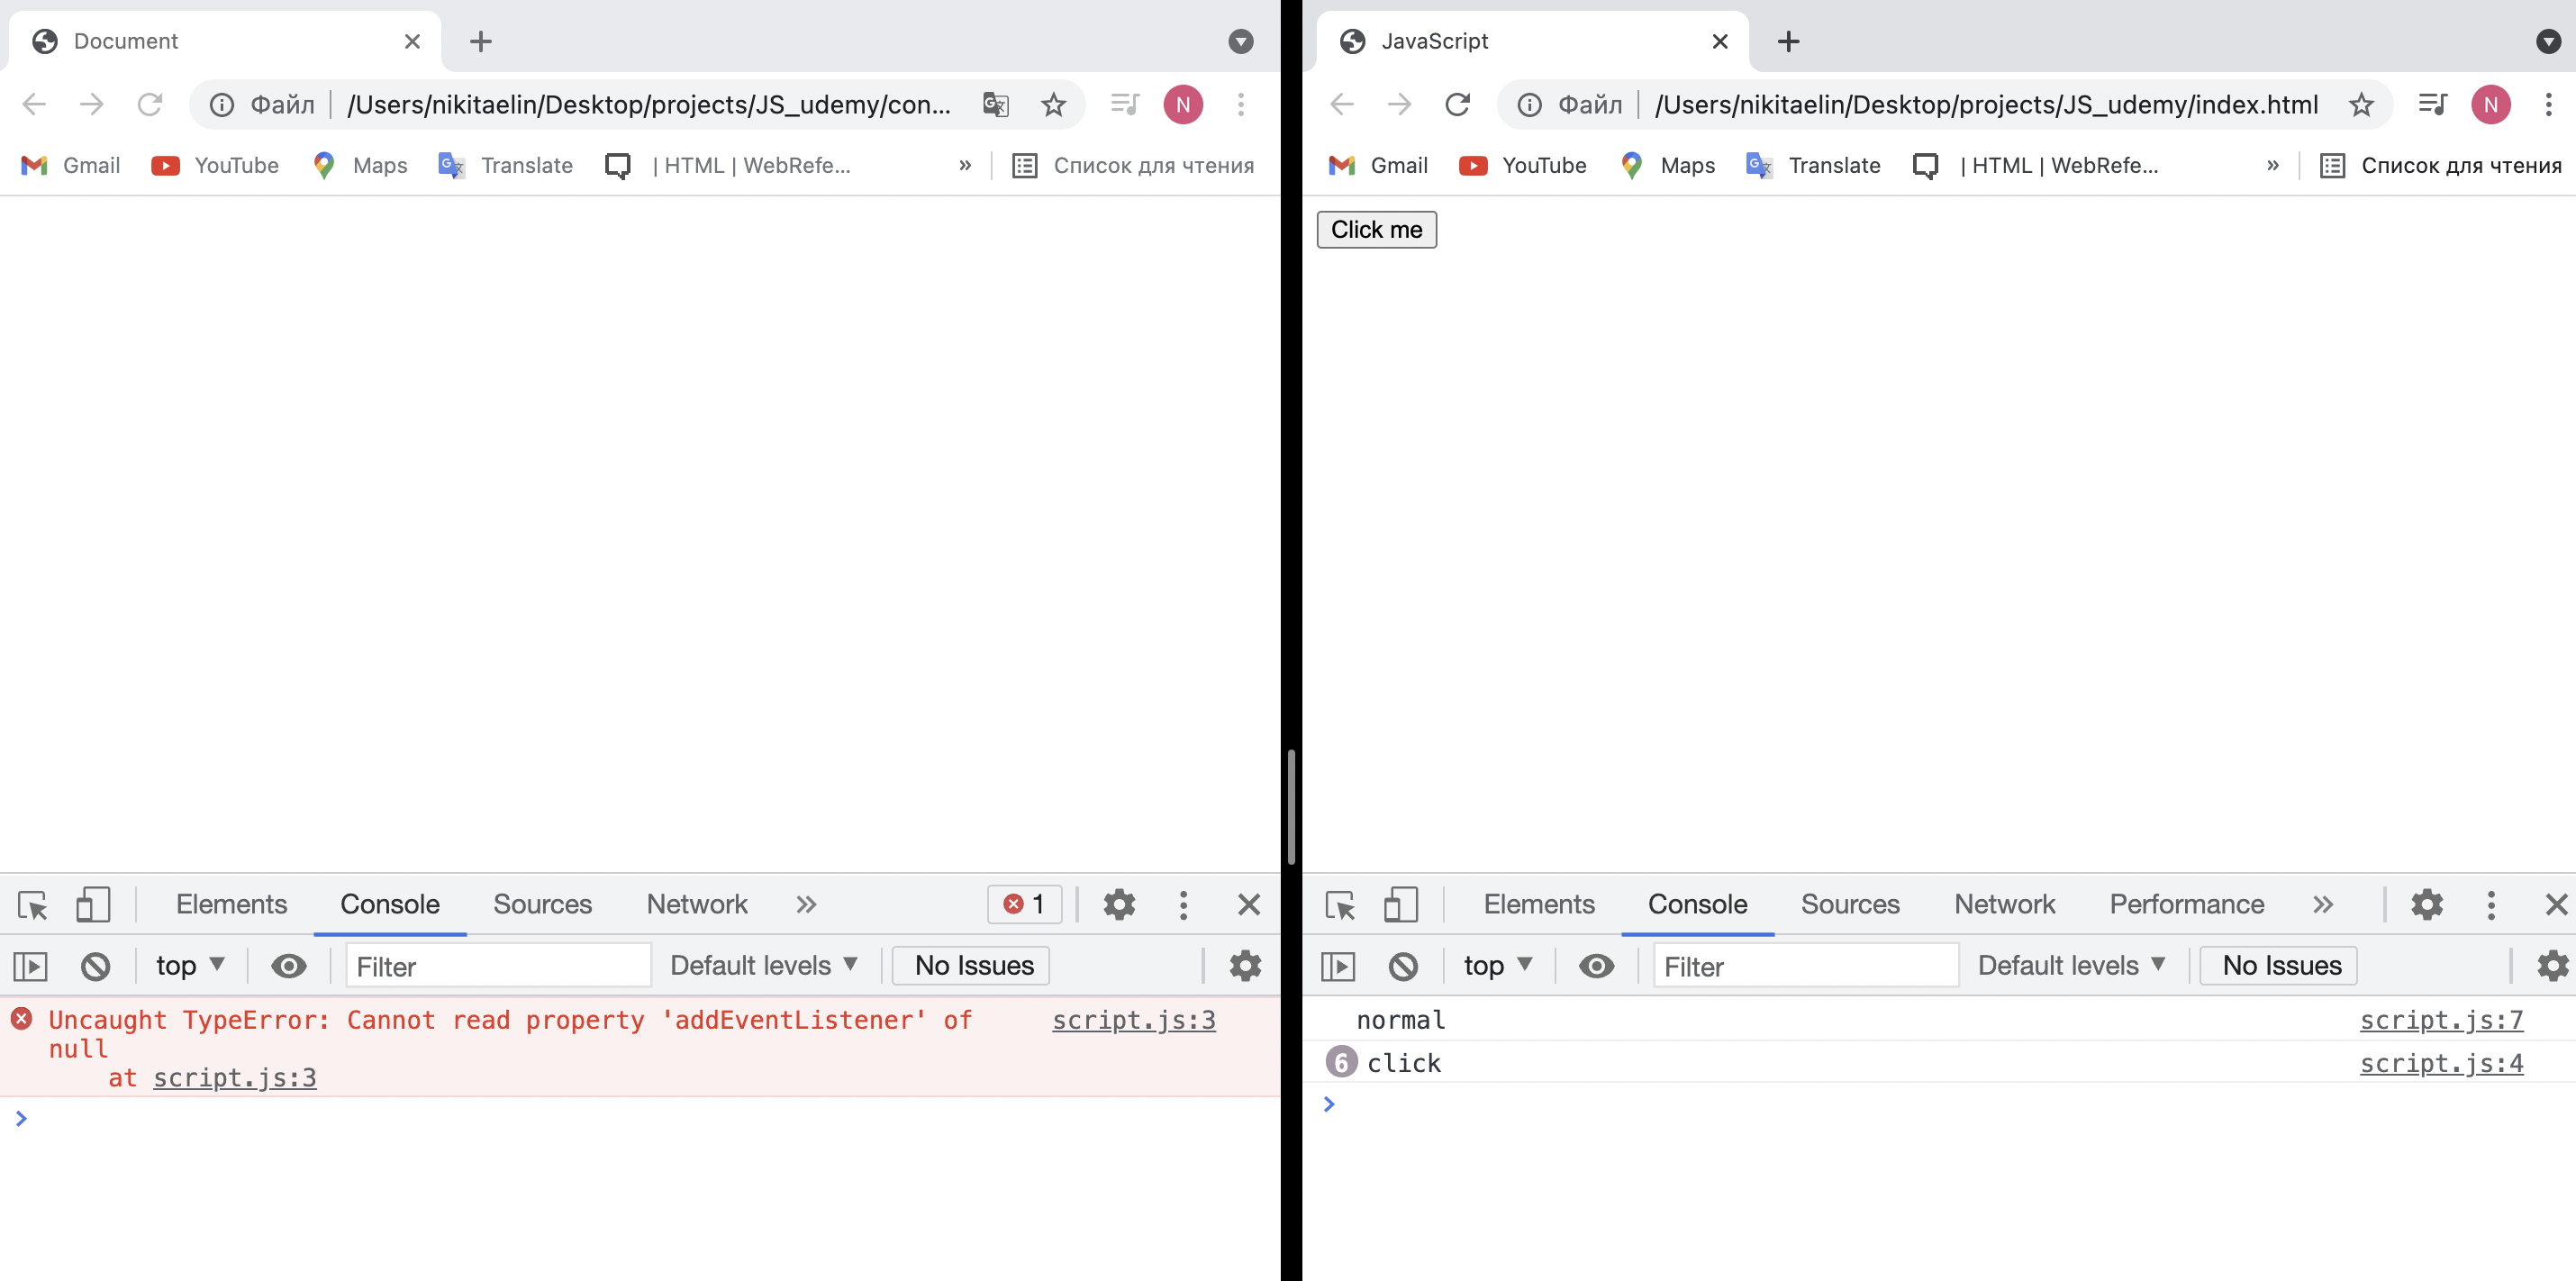 Document
Файл | /Users/nikitaelin/Desktop/projects/JS_udemy/con...
N
Gmail YouTube Maps Translate | HTML | WebRefe... » Список для чтения
Elements Console Sources Network » 1
top ▼ Filter Default levels ▼ No Issues
Uncaught TypeError: Cannot read property 'addEventListener' of script.js:3
null
at script.js:3
>
JavaScript
Файл | /Users/nikitaelin/Desktop/projects/JS_udemy/index.html
N
Gmail YouTube Maps Translate | HTML | WebRefe... » Список для чтения
Click me
Elements Console Sources Network Performance »
top ▼ Filter Default levels ▼ No Issues
normal script.js:7
6 click script.js:4
>